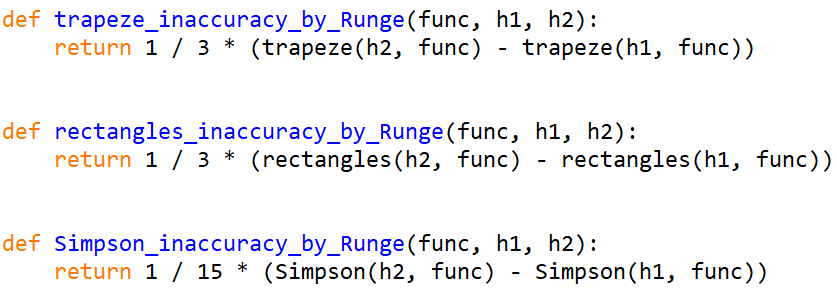 def trapeze_inaccuracy_by_Runge(func, h1, h2):
    return 1 / 3 * (trapeze(h2, func) - trapeze(h1, func))
def rectangles_inaccuracy_by_Runge(func, h1, h2):
    return 1 / 3 * (rectangles(h2, func) - rectangles(h1, func))
def Simpson_inaccuracy_by_Runge(func, h1, h2):
    return 1 / 15 * (Simpson(h2, func) - Simpson(h1, func))